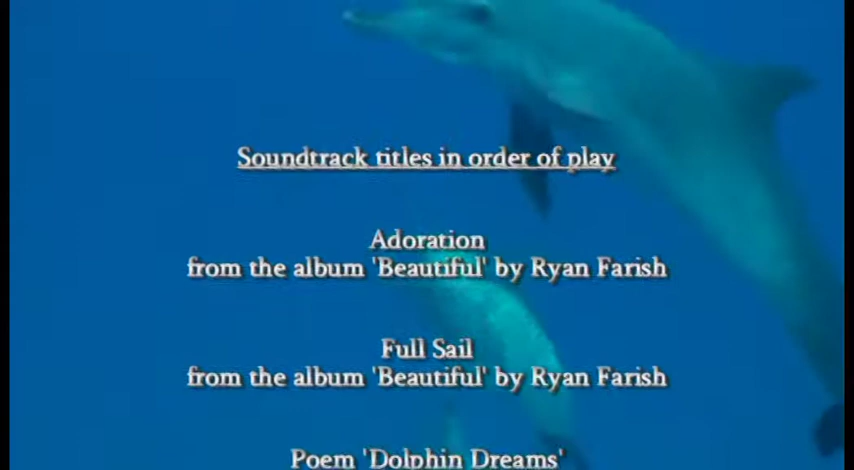 Soundtrack titles in order of play
Adoration
from the album 'Beautiful' by Ryan Farish
Full Sail
from the album 'Beautiful' by Ryan Farish
Poem 'Dolphin Dreams'